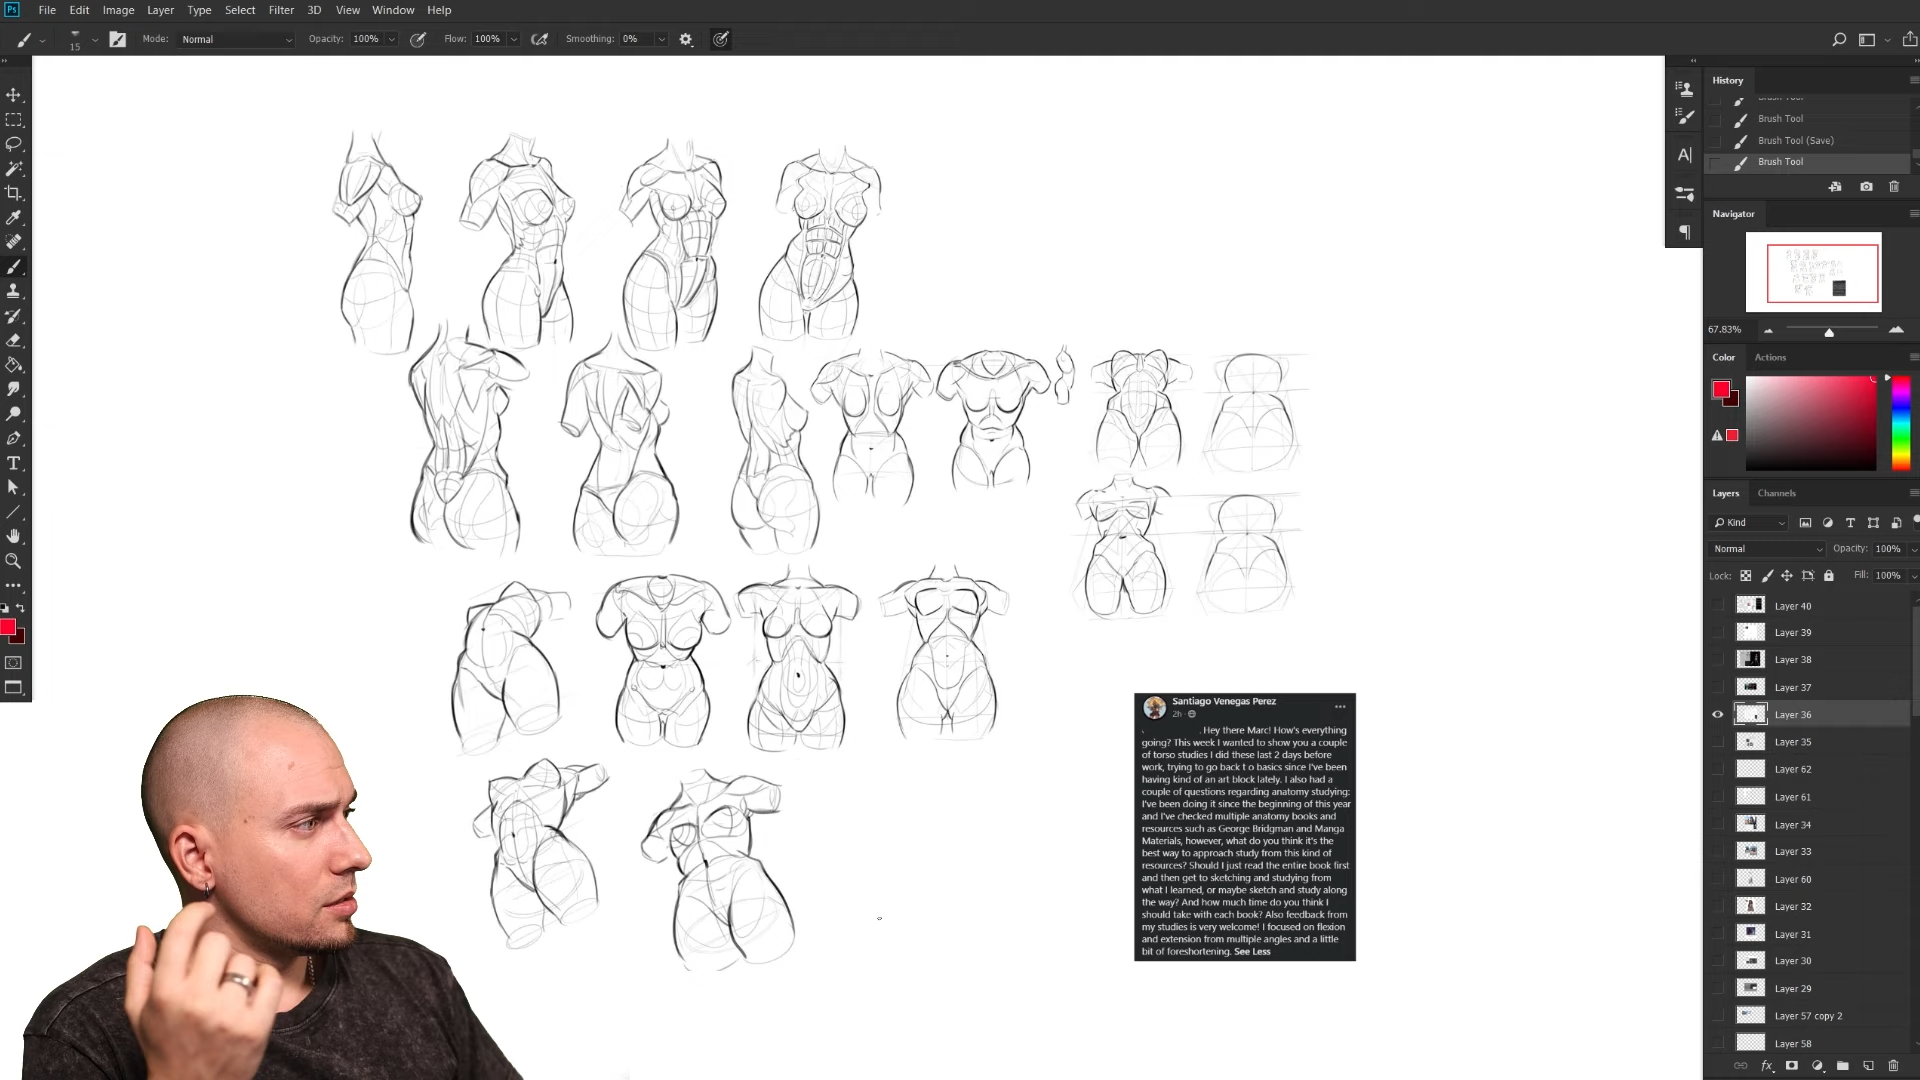 Ps File Edit Image Layer Type Select Filter 3D View Window Help
15 Mode: Normal Opacity: 100% Flow: 100% Smoothing: 0%
History
Brush Tool
Brush Tool
Brush Tool (Save)
Brush Tool
Navigator
67.83%
Color Actions
Layers Channels
Kind
Normal Opacity: 100%
Lock: Fill: 100%
Layer 40
Layer 39
Layer 38
Layer 37
Layer 36
Layer 35
Layer 62
Layer 61
Layer 34
Layer 33
Layer 60
Layer 32
Layer 31
Layer 30
Layer 29
Layer 57 copy 2
Layer 58
Santiago Venegas Perez
2h
. Hey there Marc! How's everything
going? This week I wanted to show you a couple
of torso studies I did these last 2 days before
work, trying to go back t o basics since I've been
having kind of an art block lately. I also had a
couple of questions regarding anatomy studying:
I've been doing it since the beginning of this year
and I've checked multiple anatomy books and
resources such as George Bridgman and Manga
Materials, however, what do you think it's the
best way to approach study from this kind of
resources? Should I just read the entire book first
and then get to sketching and studying from
what I learned, or maybe sketch and study along
the way? And how much time do you think I
should take with each book? Also feedback from
my studies is very welcome! I focused on flexion
and extension from multiple angles and a little
bit of foreshortening. See Less